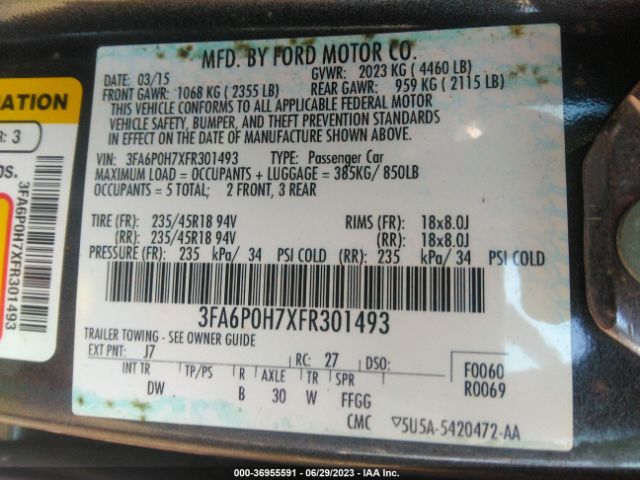 MFD. BY FORD MOTOR CO.
DATE: 03/15 GVWR: 2023 KG ( 4460 LB)
FRONT GAWR: 1068 KG ( 2355 LB) REAR GAWR: 959 KG ( 2115 LB)
THIS VEHICLE CONFORMS TO ALL APPLICABLE FEDERAL MOTOR
VEHICLE SAFETY, BUMPER, AND THEFT PREVENTION STANDARDS
IN EFFECT ON THE DATE OF MANUFACTURE SHOWN ABOVE.
VIN: 3FA6P0H7XFR301493 TYPE: Passenger Car
MAXIMUM LOAD = OCCUPANTS + LUGGAGE = 385KG/ 850LB
OCCUPANTS = 5 TOTAL; 2 FRONT, 3 REAR
TIRE (FR): 235/45R18 94V RIMS (FR): 18x8.0J
(RR): 235/45R18 94V (RR): 18x8.0J
PRESSURE (FR): 235 kPa/ 34 PSI COLD (RR): 235 kPa/ 34 PSI COLD
3FA6P0H7XFR301493
TRAILER TOWING - SEE OWNER GUIDE
EXT PNT: J7 RC: 27 DSO: F0060
INT TR TP/PS R AXLE TR SPR R0069
DW B 30 W FFGG
CMC ▽5U5A-5420472-AA
MATION
R: 3
DS.
3FA6P0H7XFR301493
000-36955591 - 06/29/2023 - IAA Inc.